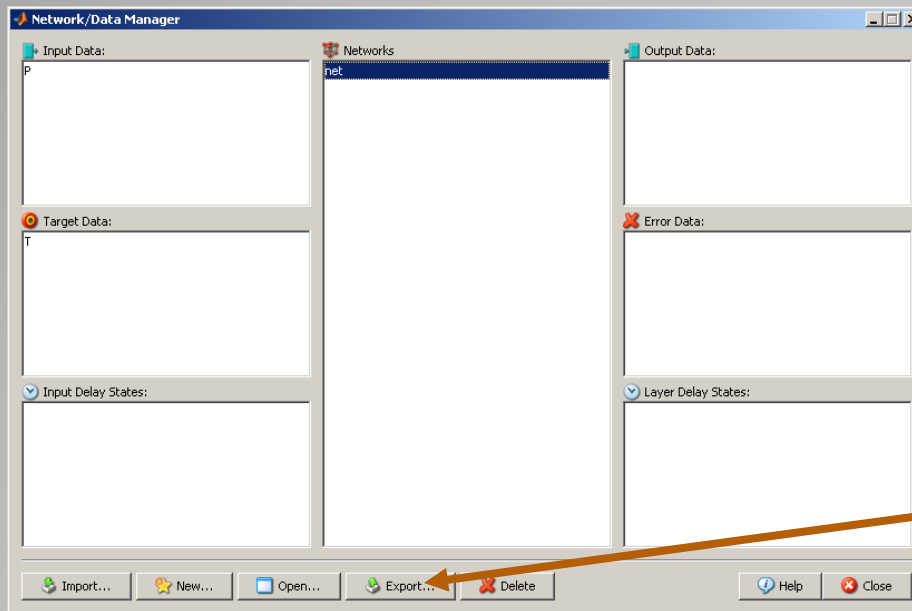 Network/Data Manager
Input Data:
P
Networks
net
Output Data:
Target Data:
T
Error Data:
Input Delay States:
Layer Delay States:
Import...
New...
Open...
Export...
Delete
Help
Close